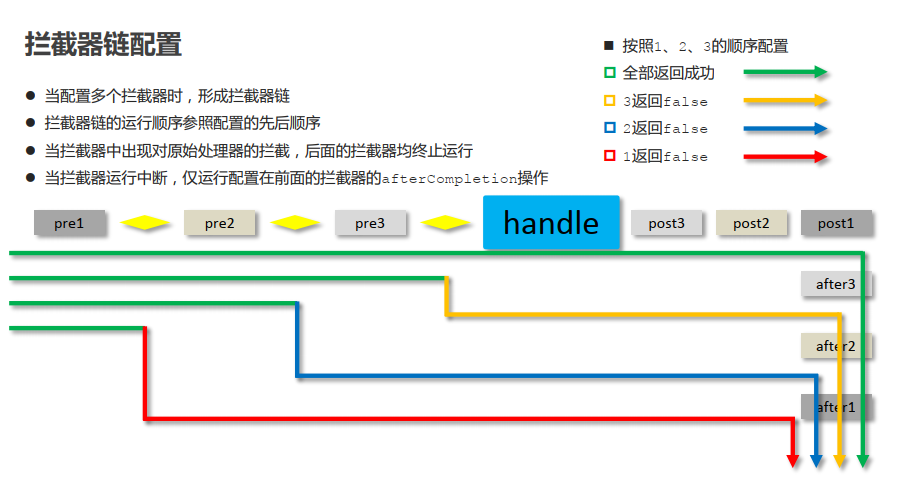 拦截器链配置
当配置多个拦截器时，形成拦截器链
拦截器链的运行顺序参照配置的先后顺序
当拦截器中出现对原始处理器的拦截，后面的拦截器均终止运行
当拦截器运行中断，仅运行配置在前面的拦截器的afterCompletion操作
按照1、2、3的顺序配置
全部返回成功
3返回false
2返回false
1返回false
pre1 pre2 pre3 handle post3 post2 post1
after3
after2
after1